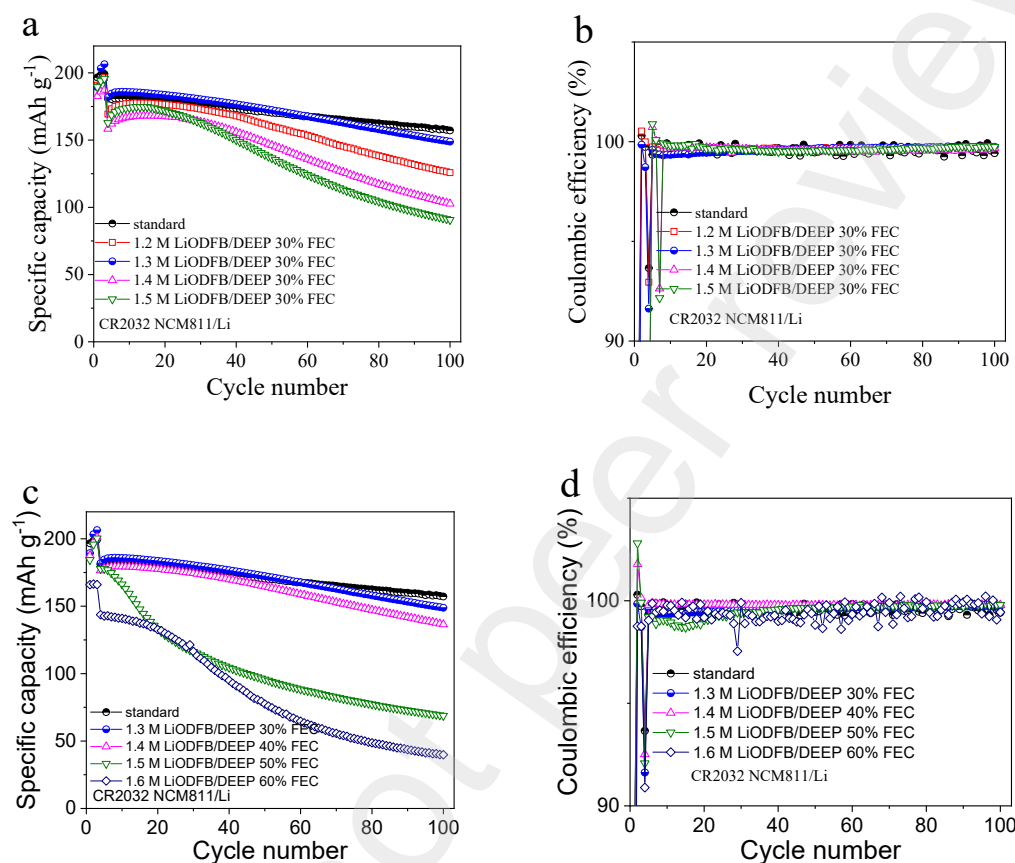 a
Specific capacity (mAh g⁻¹)
200
150
100
50
0
standard
1.2 M LiODFB/DEEP 30% FEC
1.3 M LiODFB/DEEP 30% FEC
1.4 M LiODFB/DEEP 30% FEC
1.5 M LiODFB/DEEP 30% FEC
CR2032 NCM811/Li
0 20 40 60 80 100
Cycle number
b
Coulombic efficiency (%)
100
90
standard
1.2 M LiODFB/DEEP 30% FEC
1.3 M LiODFB/DEEP 30% FEC
1.4 M LiODFB/DEEP 30% FEC
1.5 M LiODFB/DEEP 30% FEC
CR2032 NCM811/Li
0 20 40 60 80 100
Cycle number
c
Specific capacity (mAh g⁻¹)
200
150
100
50
0
standard
1.3 M LiODFB/DEEP 30% FEC
1.4 M LiODFB/DEEP 40% FEC
1.5 M LiODFB/DEEP 50% FEC
1.6 M LiODFB/DEEP 60% FEC
CR2032 NCM811/Li
0 20 40 60 80 100
Cycle number
d
Coulombic efficiency (%)
100
90
standard
1.3 M LiODFB/DEEP 30% FEC
1.4 M LiODFB/DEEP 40% FEC
1.5 M LiODFB/DEEP 50% FEC
1.6 M LiODFB/DEEP 60% FEC
CR2032 NCM811/Li
0 20 40 60 80 100
Cycle number
ot peer review